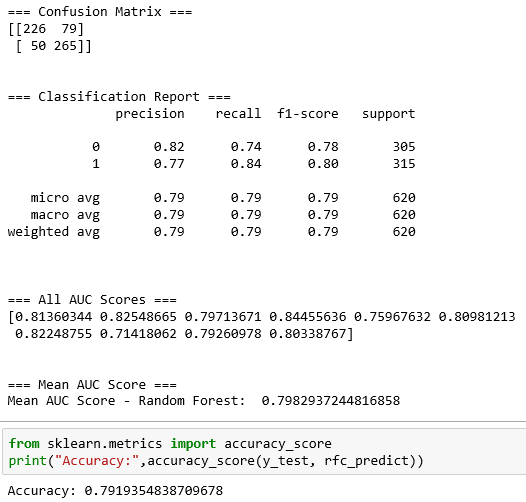 === Confusion Matrix ===
[[226  79]
 [ 50 265]]
=== Classification Report ===
              precision    recall  f1-score   support
           0       0.82      0.74      0.78       305
           1       0.77      0.84      0.80       315
   micro avg       0.79      0.79      0.79       620
   macro avg       0.79      0.79      0.79       620
weighted avg       0.79      0.79      0.79       620
=== All AUC Scores ===
[0.81360344 0.82548665 0.79713671 0.84455636 0.75967632 0.80981213
 0.82248755 0.71418062 0.79260978 0.80338767]
=== Mean AUC Score ===
Mean AUC Score - Random Forest:  0.7982937244816858
from sklearn.metrics import accuracy_score
print("Accuracy:",accuracy_score(y_test, rfc_predict))
Accuracy: 0.7919354838709678